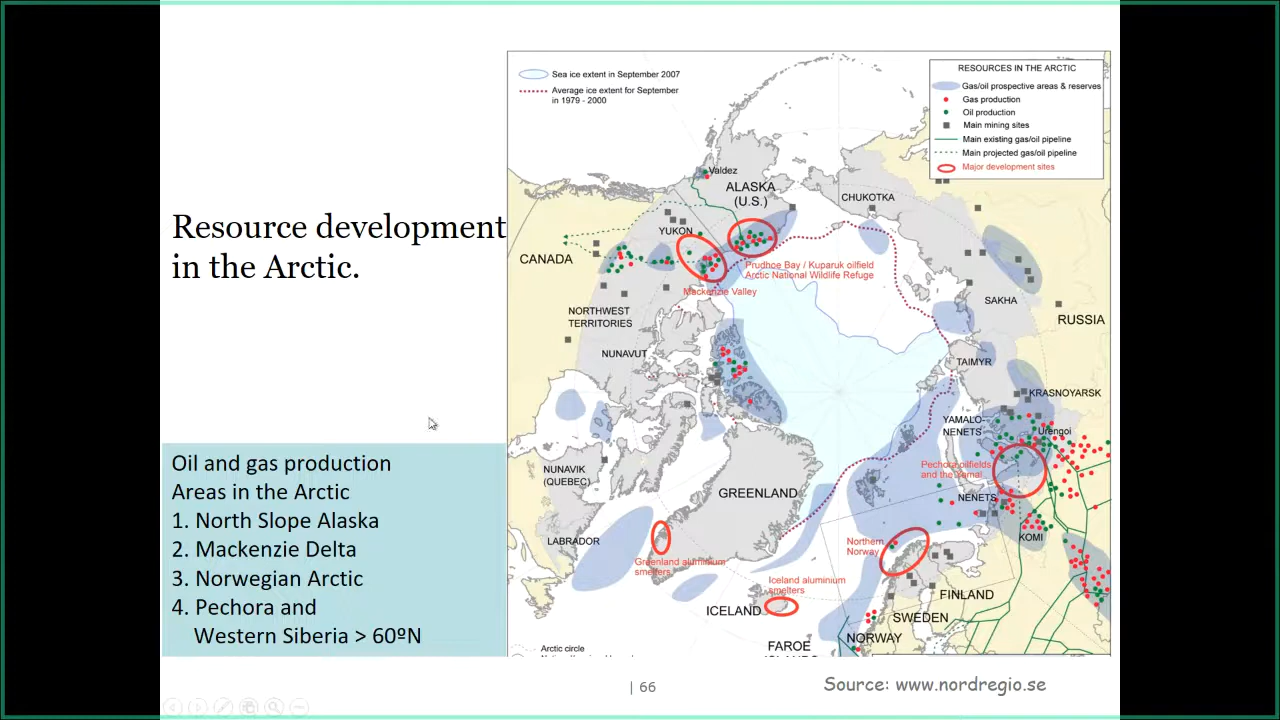 Resource development
in the Arctic.
Oil and gas production
Areas in the Arctic
1. North Slope Alaska
2. Mackenzie Delta
3. Norwegian Arctic
4. Pechora and
Western Siberia > 60ºN
Sea ice extent in September 2007
Average ice extent for September
in 1979 - 2000
RESOURCES IN THE ARCTIC
Gas/oil prospective areas & reserves
Gas production
Oil production
Main mining sites
Main existing gas/oil pipeline
Main projected gas/oil pipeline
Major development sites
Valdez
ALASKA
(U.S.)
CHUKOTKA
YUKON
CANADA
Prudhoe Bay / Kuparuk oilfield
Arctic National Wildlife Refuge
Mackenzie Valley
SAKHA
RUSSIA
NORTHWEST
TERRITORIES
NUNAVUT
TAIMYR
KRASNOYARSK
YAMALO-
NENETS
Urengoi
Pechora oilfields
and the Yamal
NUNAVIK
(QUEBEC)
GREENLAND
NENETS
LABRADOR
KOMI
Northern
Norway
Greenland aluminium
smelters
Iceland aluminium
smelters
ICELAND
FINLAND
SWEDEN
NORWAY
FAROE
Arctic circle
| 66
Source: www.nordregio.se